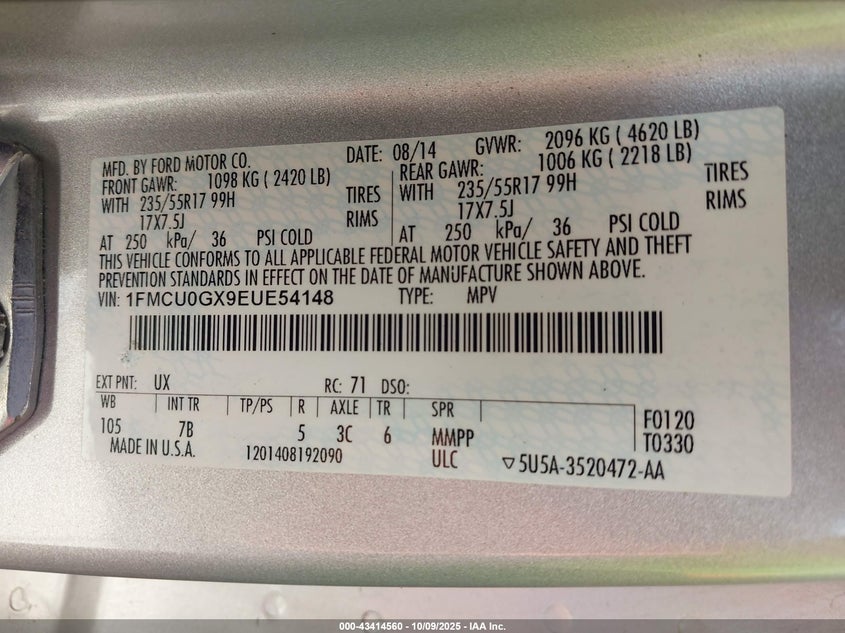 MFD. BY FORD MOTOR CO. DATE: 08/14 GVWR: 2096 KG ( 4620 LB)
FRONT GAWR: 1098 KG ( 2420 LB) REAR GAWR: 1006 KG ( 2218 LB)
WITH 235/55R17 99H TIRES WITH 235/55R17 99H TIRES
17X7.5J RIMS 17X7.5J RIMS
AT 250 kPa/ 36 PSI COLD AT 250 kPa/ 36 PSI COLD
THIS VEHICLE CONFORMS TO ALL APPLICABLE FEDERAL MOTOR VEHICLE SAFETY AND THEFT
PREVENTION STANDARDS IN EFFECT ON THE DATE OF MANUFACTURE SHOWN ABOVE.
VIN: 1FMCU0GX9EUE54148 TYPE: MPV
EXT PNT: UX RC: 71 DSO:
WB INT TR TP/PS R AXLE TR SPR F0120
105 7B 5 3C 6 MMPP T0330
MADE IN U.S.A. 1201408192090 ULC ▽5U5A-3520472-AA
000-43414560 | 10/09/2025 | IAA Inc.